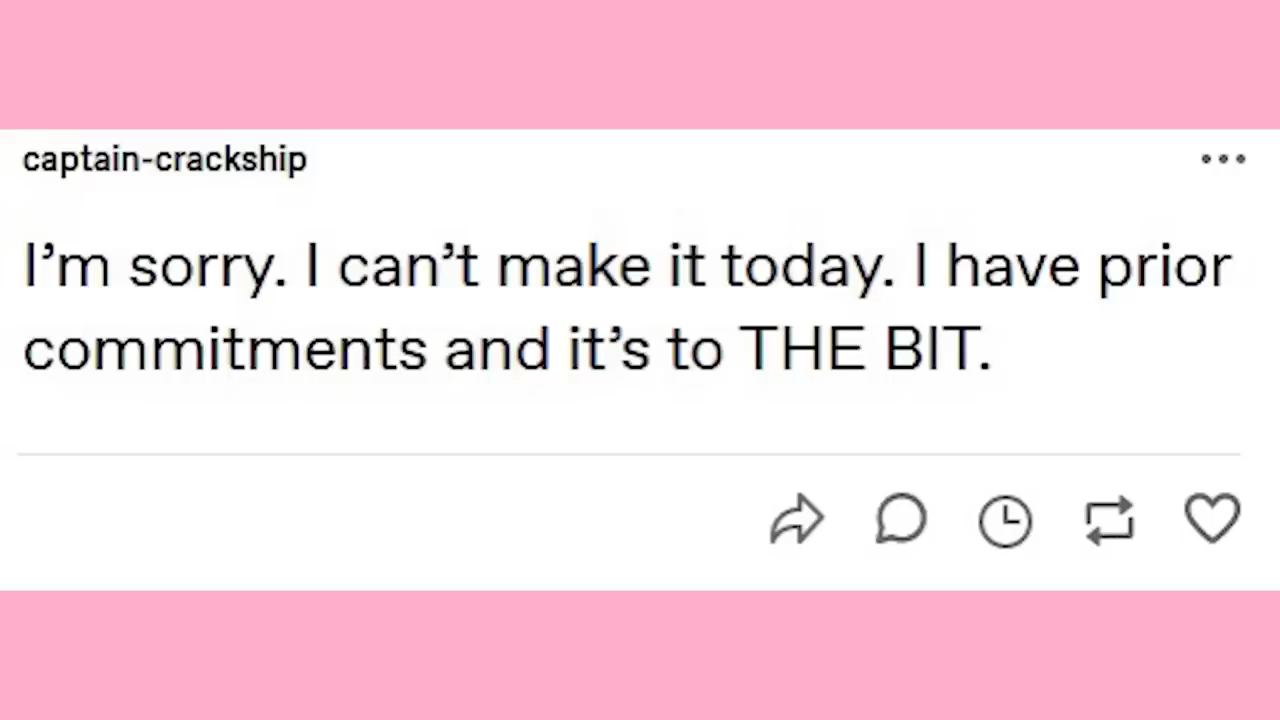 captain-crackship
I’m sorry. I can’t make it today. I have prior
commitments and it’s to THE BIT.